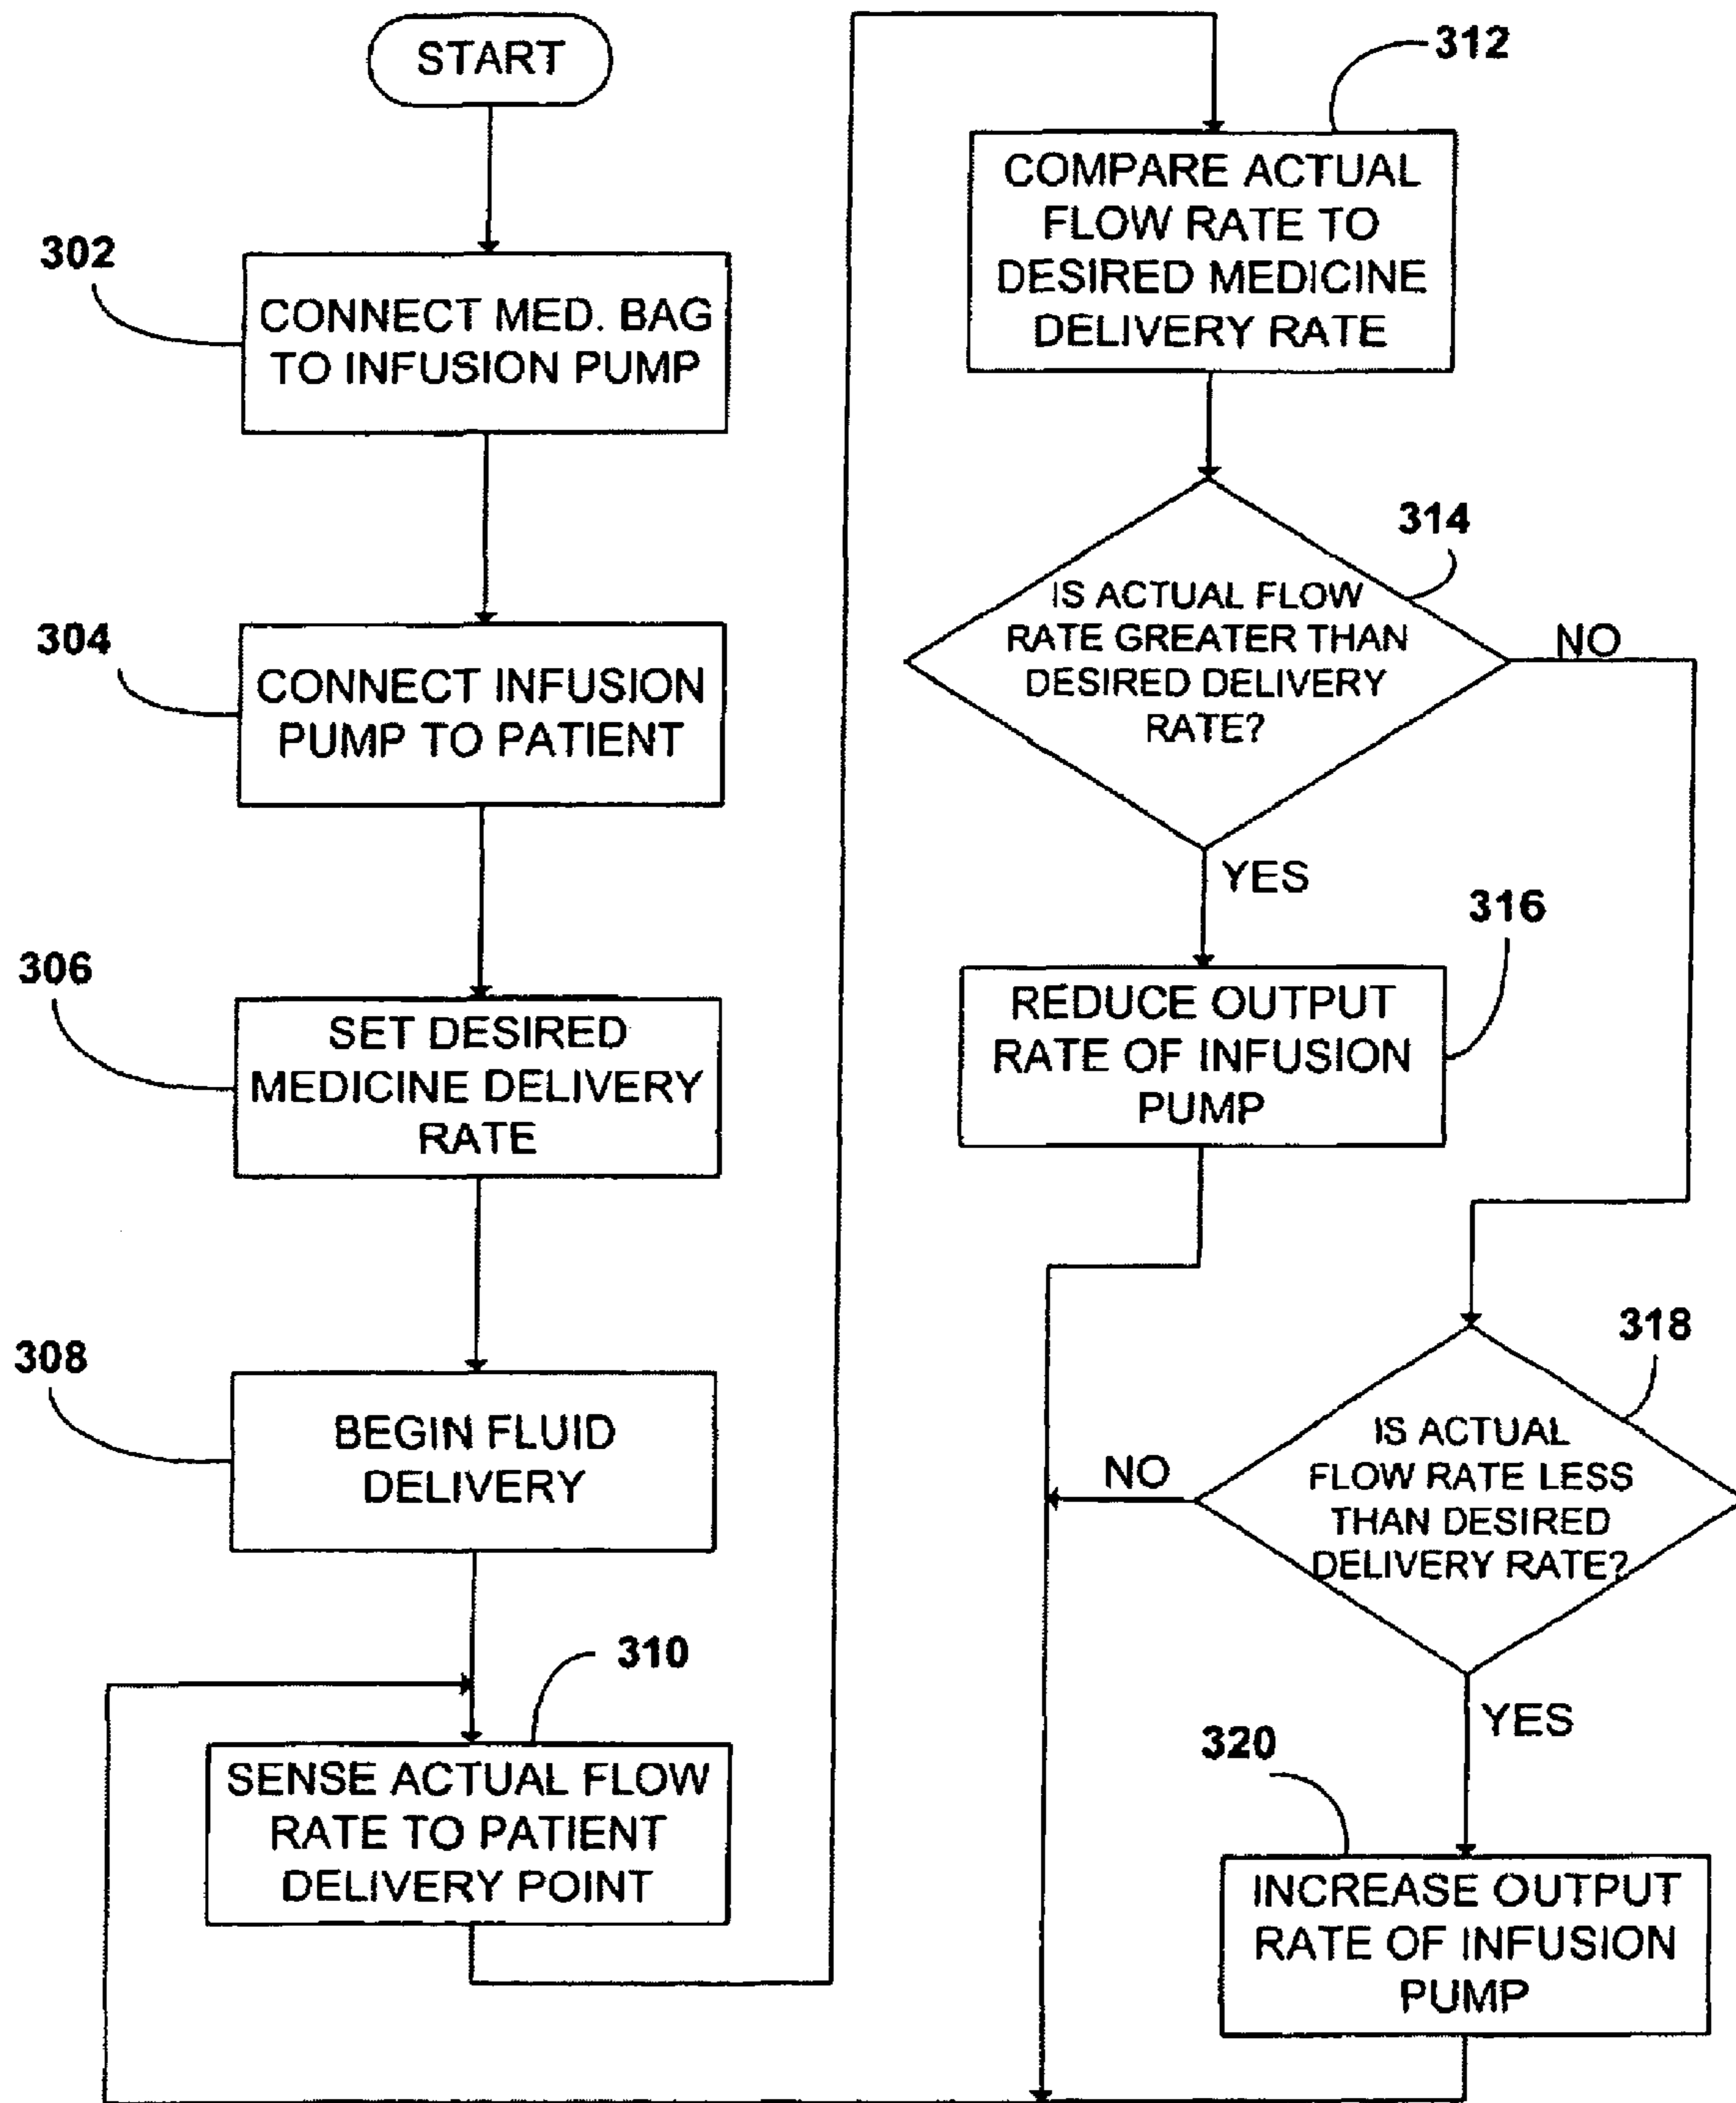 START
302
CONNECT MED. BAG
TO INFUSION PUMP
304
CONNECT INFUSION
PUMP TO PATIENT
306
SET DESIRED
MEDICINE DELIVERY
RATE
308
BEGIN FLUID
DELIVERY
310
SENSE ACTUAL FLOW
RATE TO PATIENT
DELIVERY POINT
312
COMPARE ACTUAL
FLOW RATE TO
DESIRED MEDICINE
DELIVERY RATE
314
IS ACTUAL FLOW
RATE GREATER THAN
DESIRED DELIVERY
RATE?
NO
YES
316
REDUCE OUTPUT
RATE OF INFUSION
PUMP
318
IS ACTUAL
FLOW RATE LESS
THAN DESIRED
DELIVERY RATE?
NO
YES
320
INCREASE OUTPUT
RATE OF INFUSION
PUMP